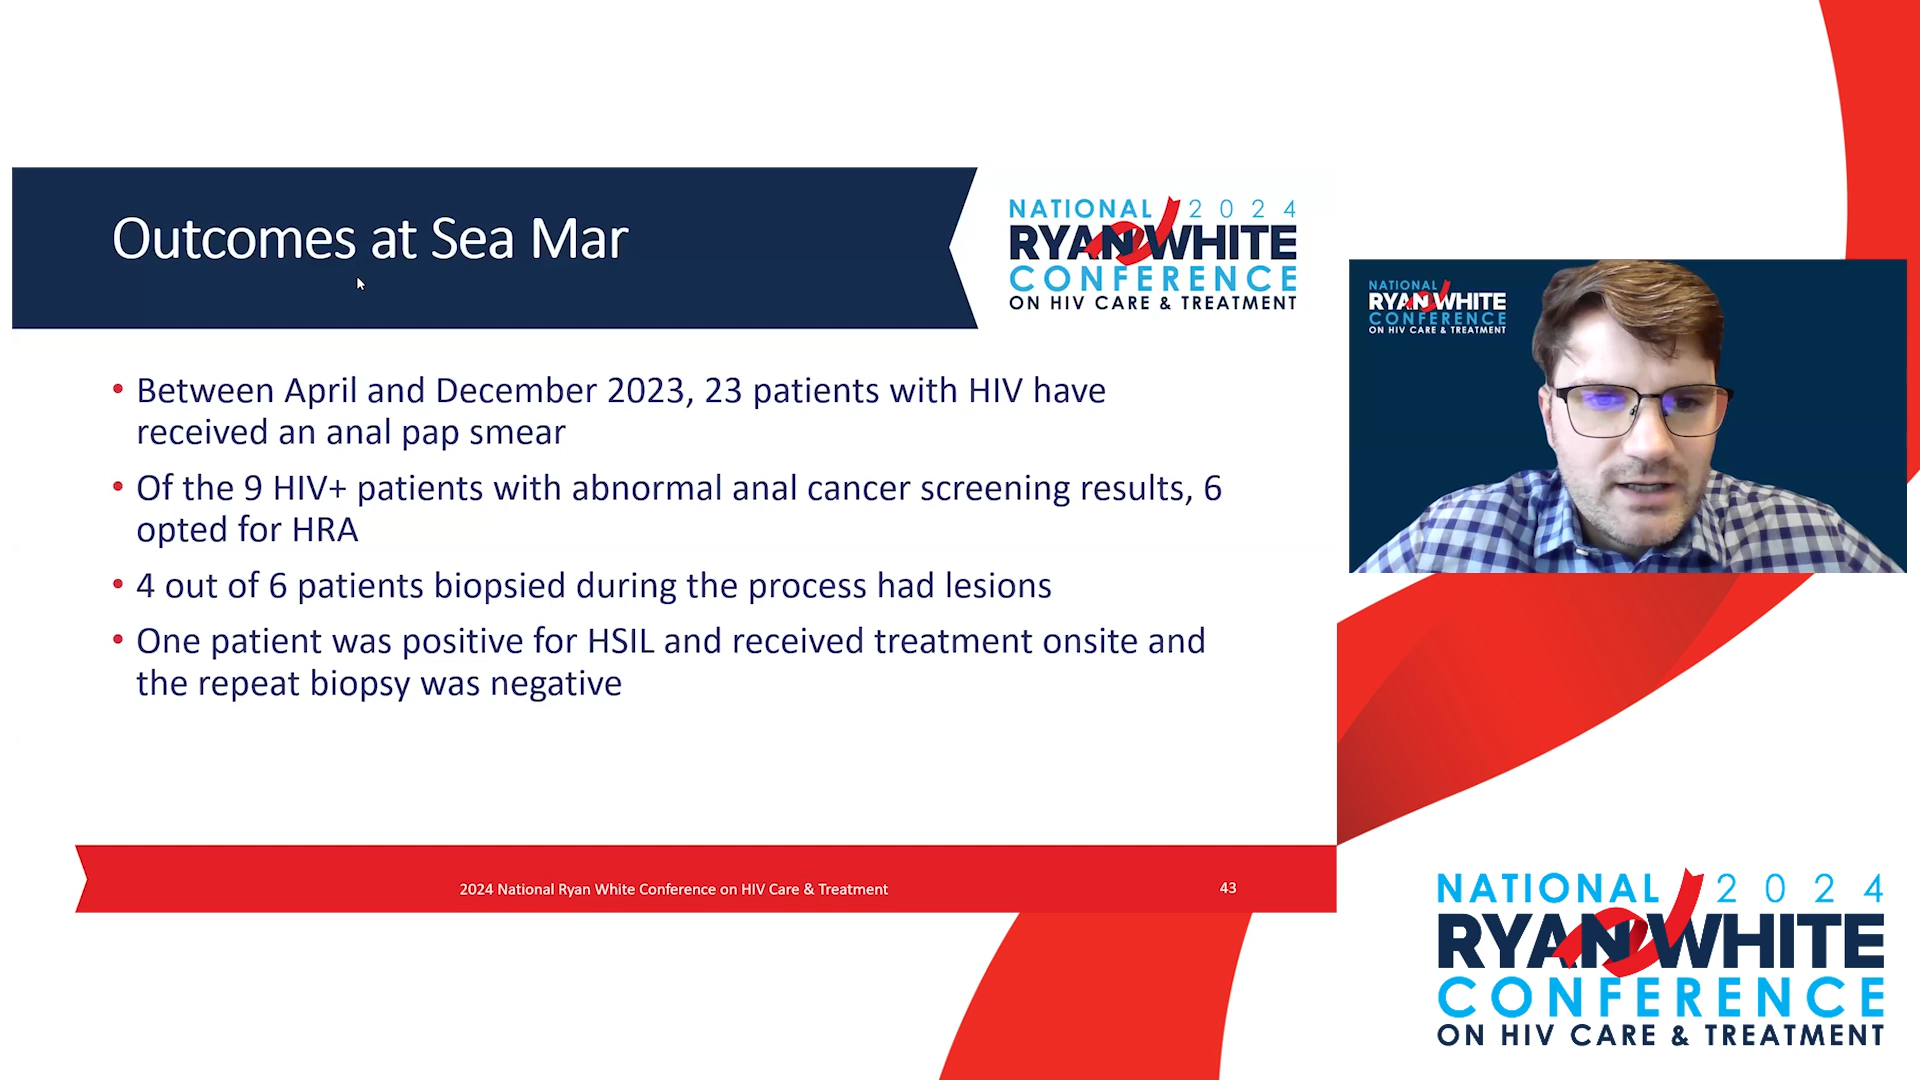 Outcomes at Sea Mar
NATIONAL 2024
RYAN WHITE
CONFERENCE
ON HIV CARE & TREATMENT
• Between April and December 2023, 23 patients with HIV have
received an anal pap smear
• Of the 9 HIV+ patients with abnormal anal cancer screening results, 6
opted for HRA
• 4 out of 6 patients biopsied during the process had lesions
• One patient was positive for HSIL and received treatment onsite and
the repeat biopsy was negative
2024 National Ryan White Conference on HIV Care & Treatment
43
NATIONAL
RYAN WHITE
CONFERENCE
ON HIV CARE & TREATMENT
NATIONAL 2024
RYAN WHITE
CONFERENCE
ON HIV CARE & TREATMENT